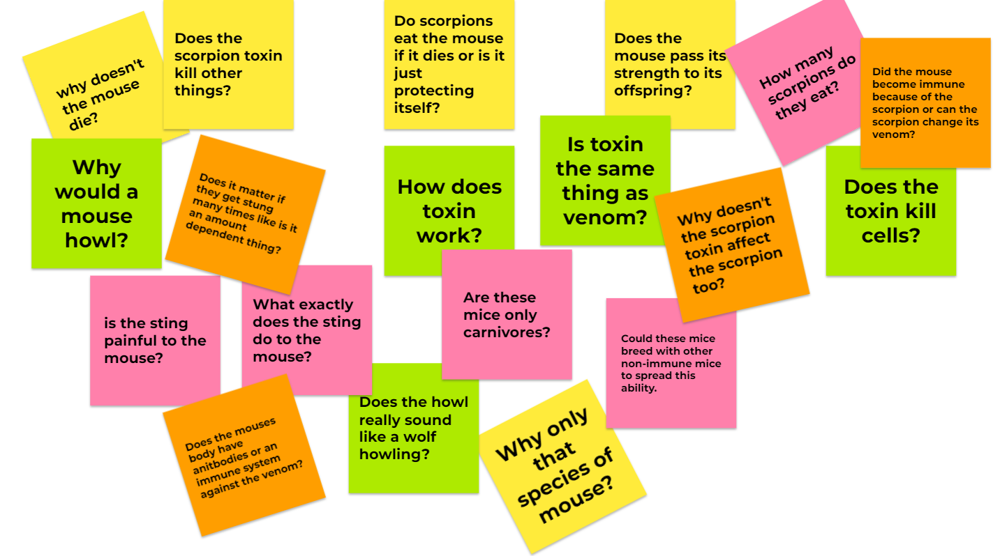 why doesn't
the mouse
die?
Does the
scorpion toxin
kill other
things?
Do scorpions
eat the mouse
if it dies or is it
just
protecting
itself?
Does the
mouse pass its
strength to its
offspring?
How many
scorpions do
they eat?
Did the mouse
become immune
because of the
scorpion or can the
scorpion change its
venom?
Why
would a
mouse
howl?
Does it matter if
they get stung
many times like is it
an amount
dependent thing?
How does
toxin
work?
Is toxin
the same
thing as
venom?
Why doesn't
the scorpion
toxin affect
the scorpion
too?
Does the
toxin kill
cells?
is the sting
painful to the
mouse?
What exactly
does the sting
do to the
mouse?
Are these
mice only
carnivores?
Could these mice
breed with other
non-immune mice
to spread this
ability.
Does the mouses
body have
anitbodies or an
immune system
against the venom?
Does the howl
really sound
like a wolf
howling?
Why only
that
species of
mouse?